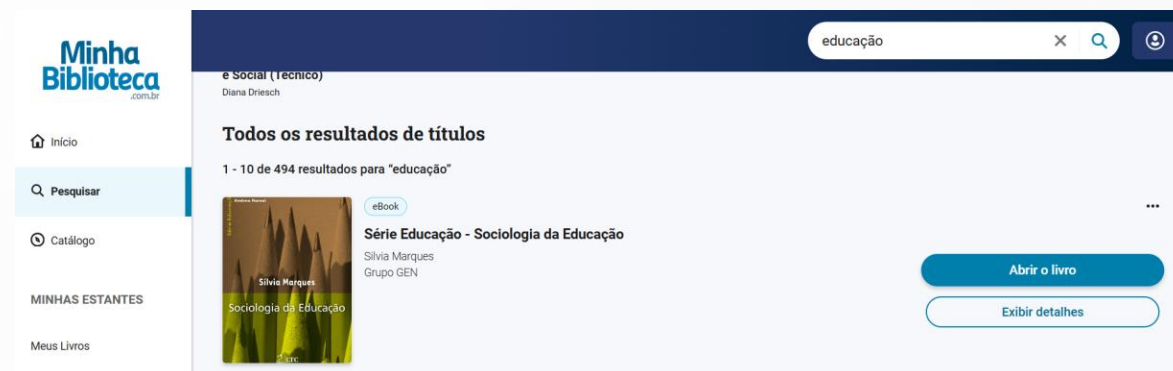 Minha
Biblioteca
.com.br
educação
Início
Pesquisar
Catálogo
MINHAS ESTANTES
Meus Livros
e Social (Técnico)
Diana Driesch
Todos os resultados de títulos
1 - 10 de 494 resultados para “educação”
Série Educação
Silvia Marques
Sociologia da Educação
eBook
Série Educação - Sociologia da Educação
Silvia Marques
Grupo GEN
Abrir o livro
Exibir detalhes